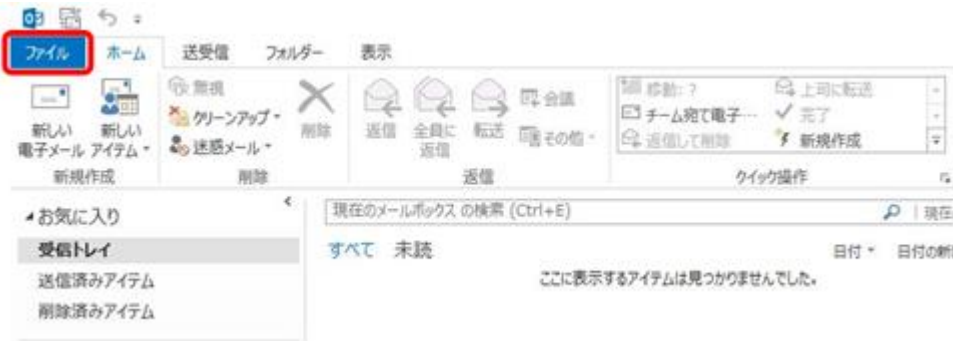 ファイル ホーム 送受信 フォルダー 表示
新しい 電子メール
新しい アイテム
無視
クリーンアップ
迷惑メール
削除
返信
全員に 返信
転送
会議
その他
移動: ?
チーム宛て電子…
返信して削除
上司に転送
完了
新規作成
新規作成 削除 返信 クイック操作
お気に入り
受信トレイ
送信済みアイテム
削除済みアイテム
現在のメールボックス の検索 (Ctrl+E) 現在
すべて 未読 日付 日付の新
ここに表示するアイテムは見つかりませんでした。